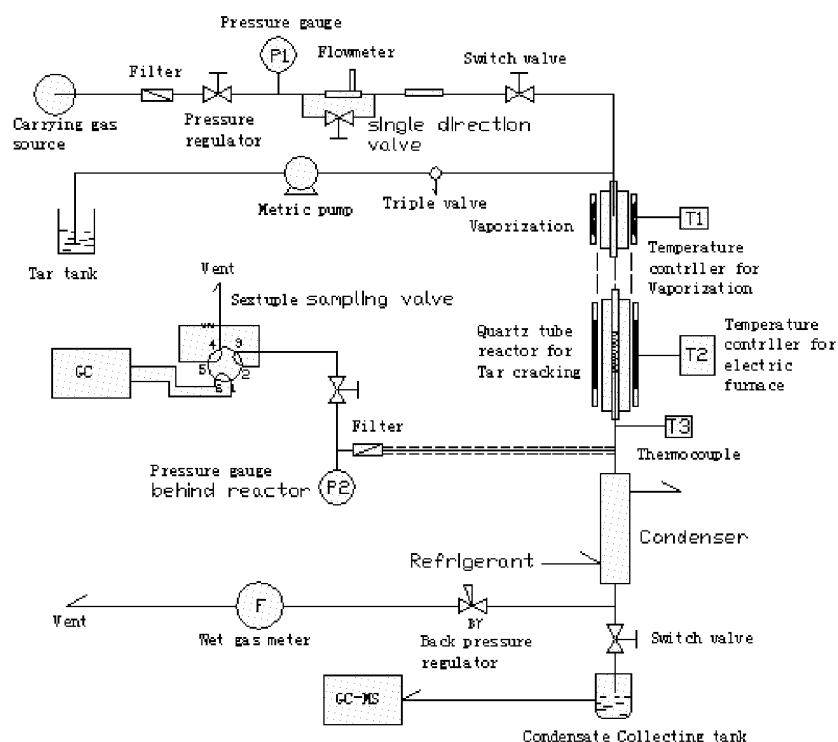 Pressure gauge
P1
Flowmeter
Switch valve
Filter
Carrying gas
source
Pressure
regulator
single direction
valve
Metric pump
Triple valve
Vaporization
T1
Tar tank
Temperature
contrller for
Vaporization
Vent
Sextuple sampling valve
4
3
5
2
6
1
GC
Quartz tube
reactor for
Tar cracking
T2
Temperature
contrller for
electric
furnace
Filter
T3
Thermocouple
Pressure gauge
behind reactor
P2
Condenser
Refrigerant
F
Vent
Wet gas meter
BY
Back pressure
regulator
Switch valve
GC-MS
Condensate Collecting tank